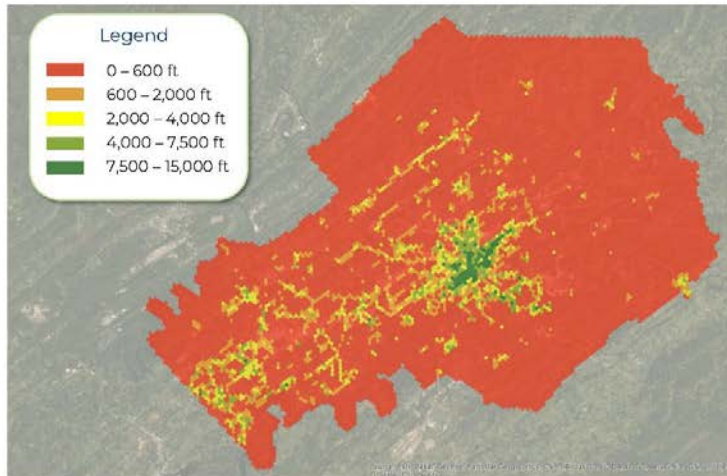 Legend
0 – 600 ft
600 – 2,000 ft
2,000 – 4,000 ft
4,000 – 7,500 ft
7,500 – 15,000 ft